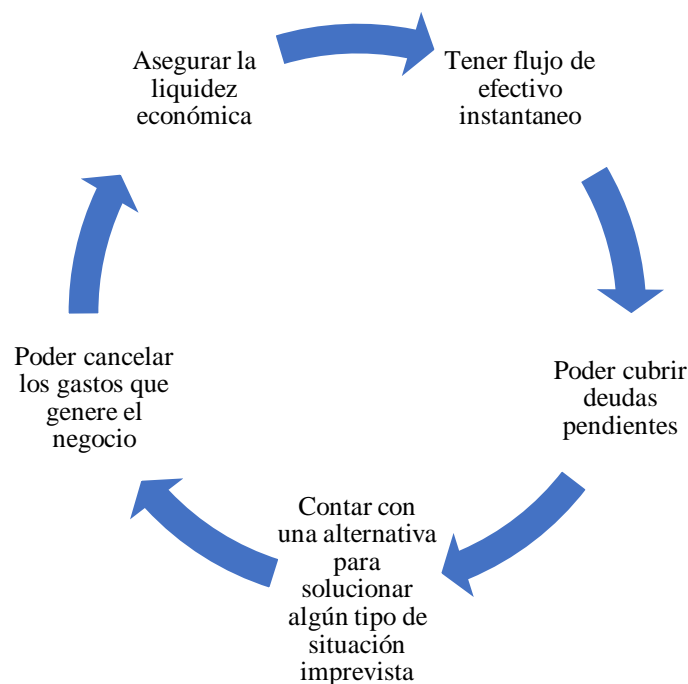 Asegurar la
liquidez
económica
Tener flujo de
efectivo
instantaneo
Poder cubrir
deudas
pendientes
Contar con
una alternativa
para
solucionar
algún tipo de
situación
imprevista
Poder cancelar
los gastos que
genere el
negocio